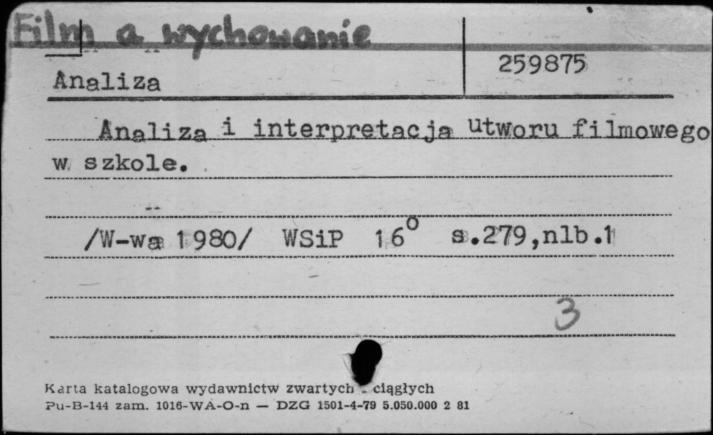 Film a wychowanie
259875
Analiza
Analiza i interpretacja utworu filmowego
w szkole.
/W-wa 1980/ WSiP 16° s.279,nlb.1
3
Karta katalogowa wydawnictw zwartych - ciągłych
Pu-B-144 zam. 1016-WA-O-n — DZG 1501-4-79 5.050.000 2 81